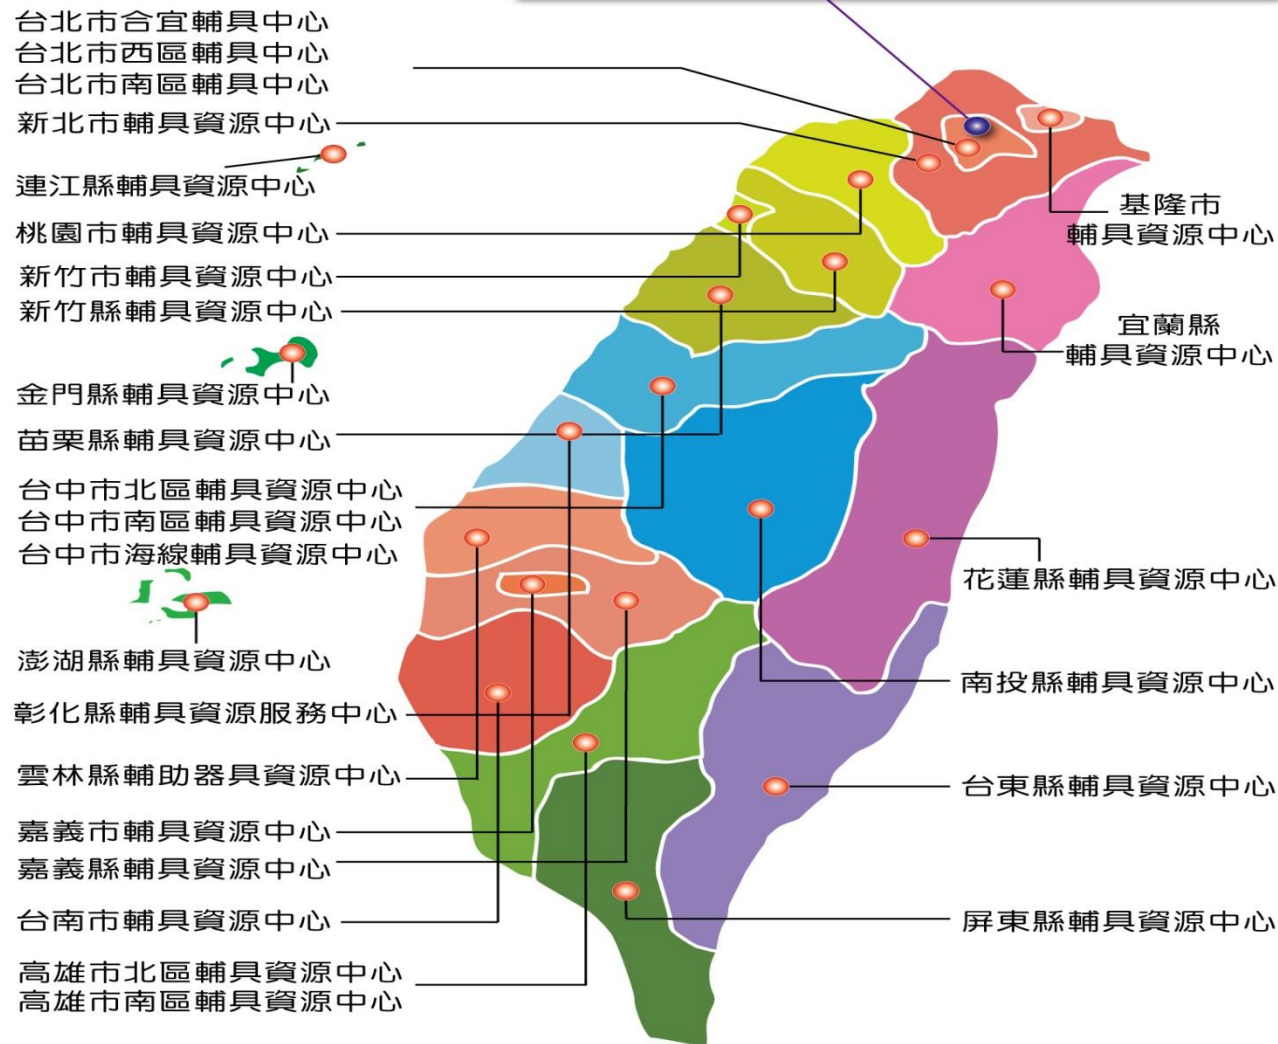 台北市合宜輔具中心
台北市西區輔具中心
台北市南區輔具中心
新北市輔具資源中心
連江縣輔具資源中心
桃園市輔具資源中心
新竹市輔具資源中心
新竹縣輔具資源中心
金門縣輔具資源中心
苗栗縣輔具資源中心
台中市北區輔具資源中心
台中市南區輔具資源中心
台中市海線輔具資源中心
澎湖縣輔具資源中心
彰化縣輔具資源服務中心
雲林縣輔助器具資源中心
嘉義市輔具資源中心
嘉義縣輔具資源中心
台南市輔具資源中心
高雄市北區輔具資源中心
高雄市南區輔具資源中心
基隆市
輔具資源中心
宜蘭縣
輔具資源中心
花蓮縣輔具資源中心
南投縣輔具資源中心
台東縣輔具資源中心
屏東縣輔具資源中心